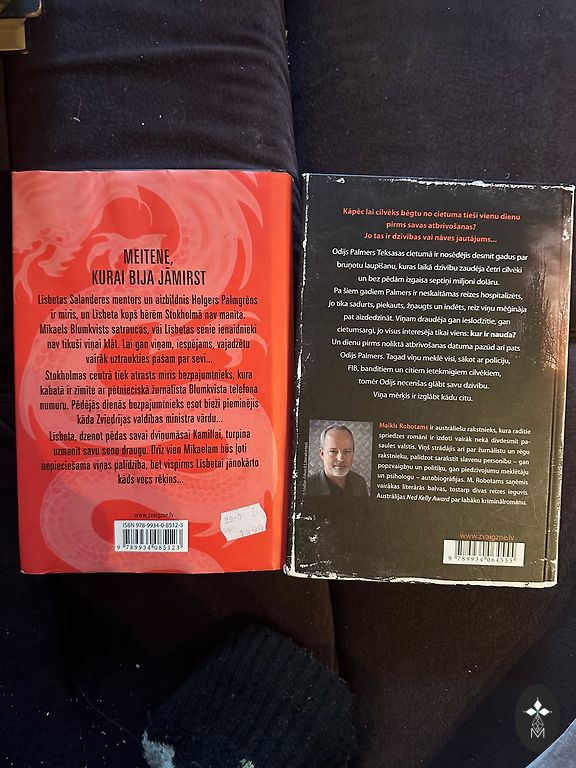 MEITENE,
KURAI BIJA JĀMIRST
Lisbetas Salanderes mentors un aizbildnis Holgers Palmgrēns
ir miris, un Lisbeta kopš bērēm Stokholmā nav manīta.
Mikaels Blumkvists satraucas, vai Lisbetas senie ienaidnieki
nav tikuši viņai klāt. Lai gan viņam, iespējams, vajadzētu
vairāk uztraukties pašam par sevi...
Stokholmas centrā tiek atrasts miris bezpajumtnieks, kura
kabatā ir zīmīte ar pētnieciskā žurnālista Blumkvista telefona
numuru. Pēdējās dienās bezpajumtnieks esot bieži pieminējis
kāda Zviedrijas valdības ministra vārdu...
Lisbeta, dzenot pēdas savai dvīņumāsai Kamillai, turpina
uzmanīt savu seno draugu. Drīz vien Mikaelam būs ļoti
nepieciešama viņas palīdzība, bet vispirms Lisbetai jānokārto
kāds vecs rēķins...
www.zvaigzne.lv
ISBN 978-9934-0-8512-3
9 789934 085123
Kāpēc lai cilvēks bēgtu no cietuma tieši vienu dienu
pirms savas atbrīvošanas?
Jo tas ir dzīvības vai nāves jautājums...
Odijs Palmers Teksasas cietumā ir nosēdējis desmit gadus par
bruņotu laupīšanu, kuras laikā dzīvību zaudēja četri cilvēki
un bez pēdām izgaisa septiņi miljoni dolāru.
Pa šiem gadiem Palmers ir neskaitāmas reizes hospitalizēts,
jo tika sadurts, piekauts, žņaugts un indēts, reiz viņu mēģināja
pat aizdedzināt. Viņam draudēja gan ieslodzītie, gan
cietumsargi, jo visus interesēja tikai viens: kur ir nauda?
Un dienu pirms noliktā atbrīvošanas datuma pazūd arī pats
Odijs Palmers. Tagad viņu meklē visi, sākot ar policiju,
FIB, bandītiem un citiem ietekmīgiem cilvēkiem,
tomēr Odijs necenšas glābt savu dzīvību.
Viņa mērķis ir izglābt kādu citu.
Maikls Robotams ir austrāliešu rakstnieks, kura radītie
spriedzes romāni ir izdoti vairāk nekā divdesmit pa-
saules valstīs. Viņš strādājis arī par žurnālistu un rēgu
rakstnieku, palīdzot sarakstīt slavenu personību – gan
popzvaigžņu un politiķu, gan piedzīvojumu meklētāju
un psihologu – autobiogrāfijas. M. Robotams saņēmis
vairākas literārās balvas, tostarp divas reizes ieguvis
Austrālijas Ned Kelly Award par labāko kriminālromānu.
www.zvaigzne.lv
9 789934 064555
M